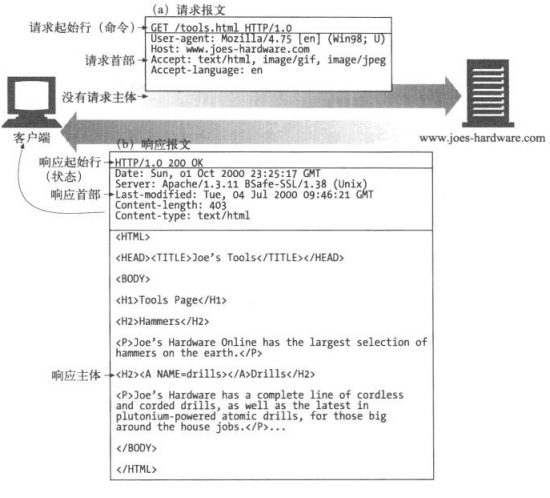 (a) 请求报文
请求起始行（命令）
GET /tools.html HTTP/1.0
User-agent: Mozilla/4.75 [en] (Win98; U)
Host: www.joes-hardware.com
请求首部
Accept: text/html, image/gif, image/jpeg
Accept-language: en
没有请求主体
客户端
www.joes-hardware.com
(b) 响应报文
响应起始行
（状态）
HTTP/1.0 200 OK
Date: Sun, 01 Oct 2000 23:25:17 GMT
Server: Apache/1.3.11 BSafe-SSL/1.38 (Unix)
响应首部
Last-modified: Tue, 04 Jul 2000 09:46:21 GMT
Content-length: 403
Content-type: text/html
<HTML>
<HEAD><TITLE>Joe's Tools</TITLE></HEAD>
<BODY>
<H1>Tools Page</H1>
<H2>Hammers</H2>
<P>Joe's Hardware Online has the largest selection of
hammers on the earth.</P>
响应主体
<H2><A NAME=drills></A>Drills</H2>
<P>Joe's Hardware has a complete line of cordless
and corded drills, as well as the latest in
plutonium-powered atomic drills, for those big
around the house jobs.</P>...
</BODY>
</HTML>